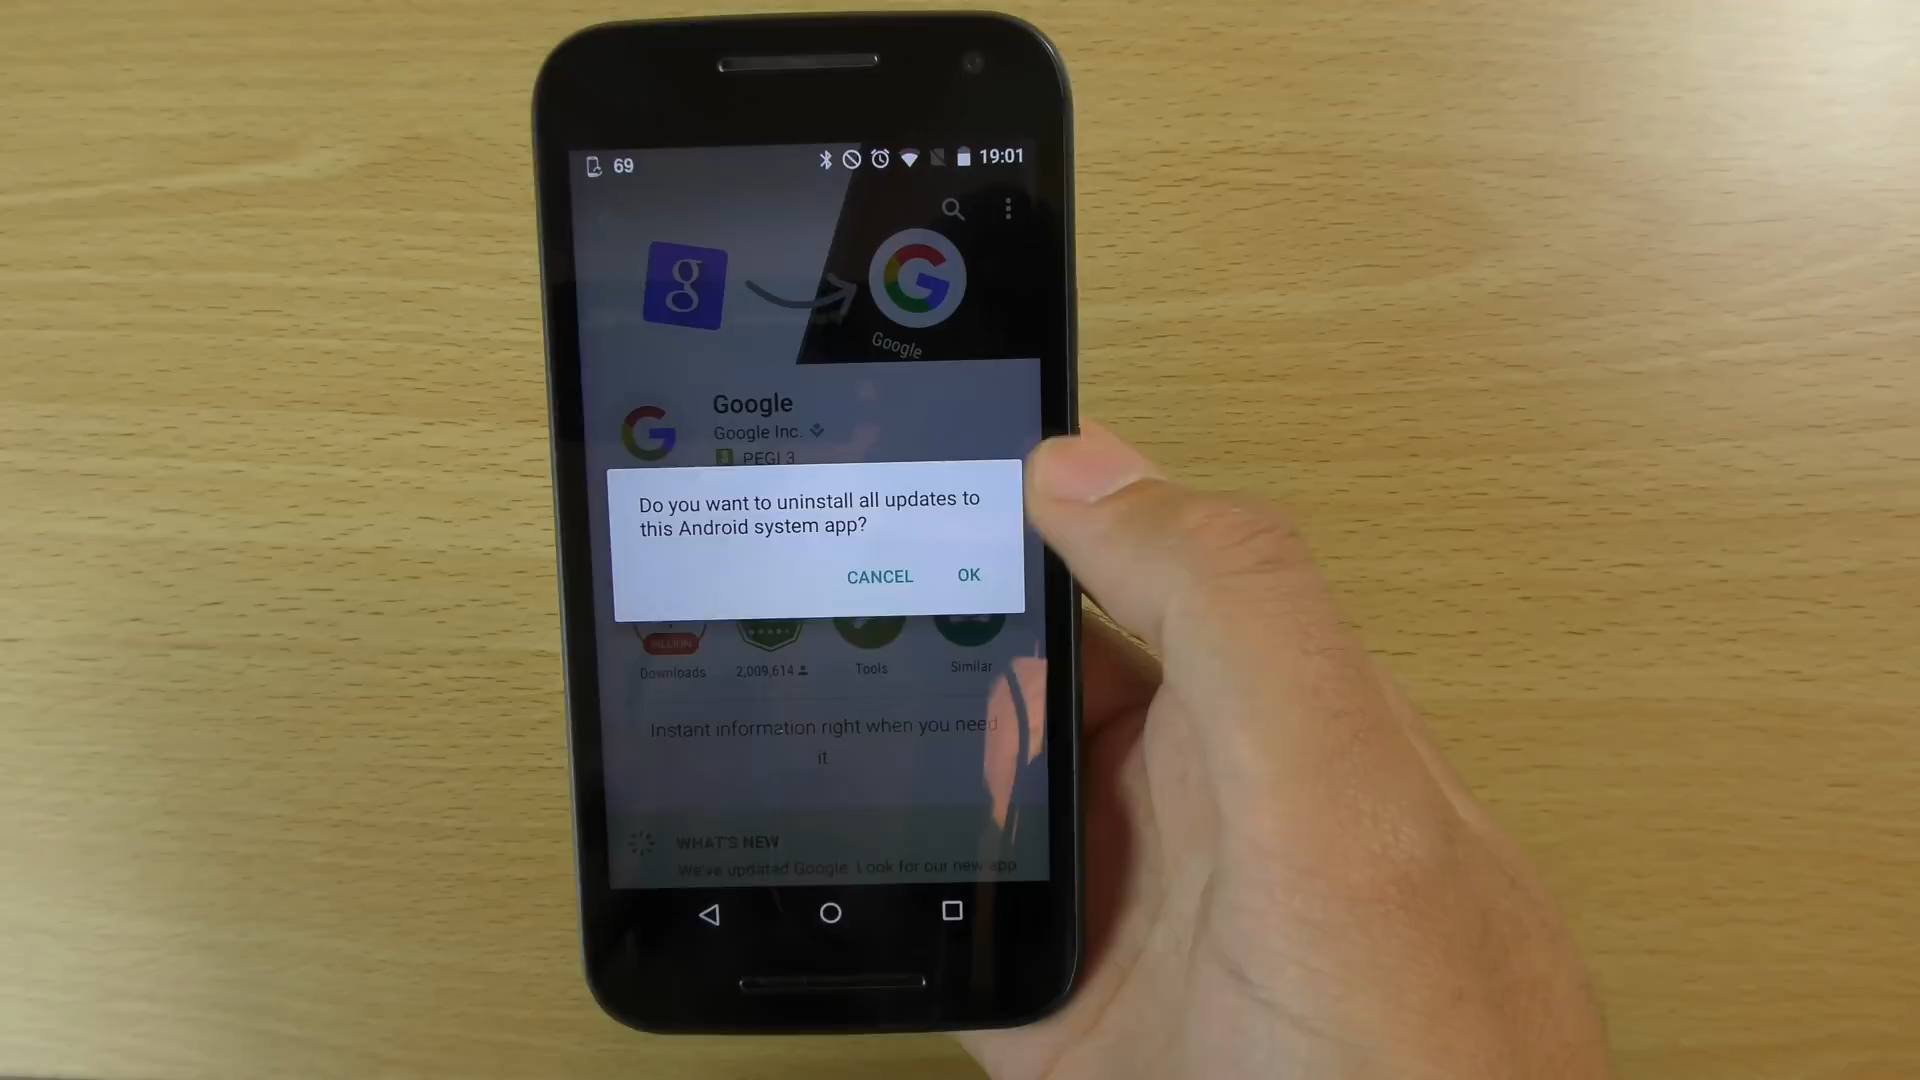 69
19:01
g
Google
Google
Google Inc.
PEGI 3
Do you want to uninstall all updates to
this Android system app?
CANCEL
OK
BILLION
Downloads
2,009,614
Tools
Similar
Instant information right when you need
it.
WHAT'S NEW
We've updated Google. Look for our new app